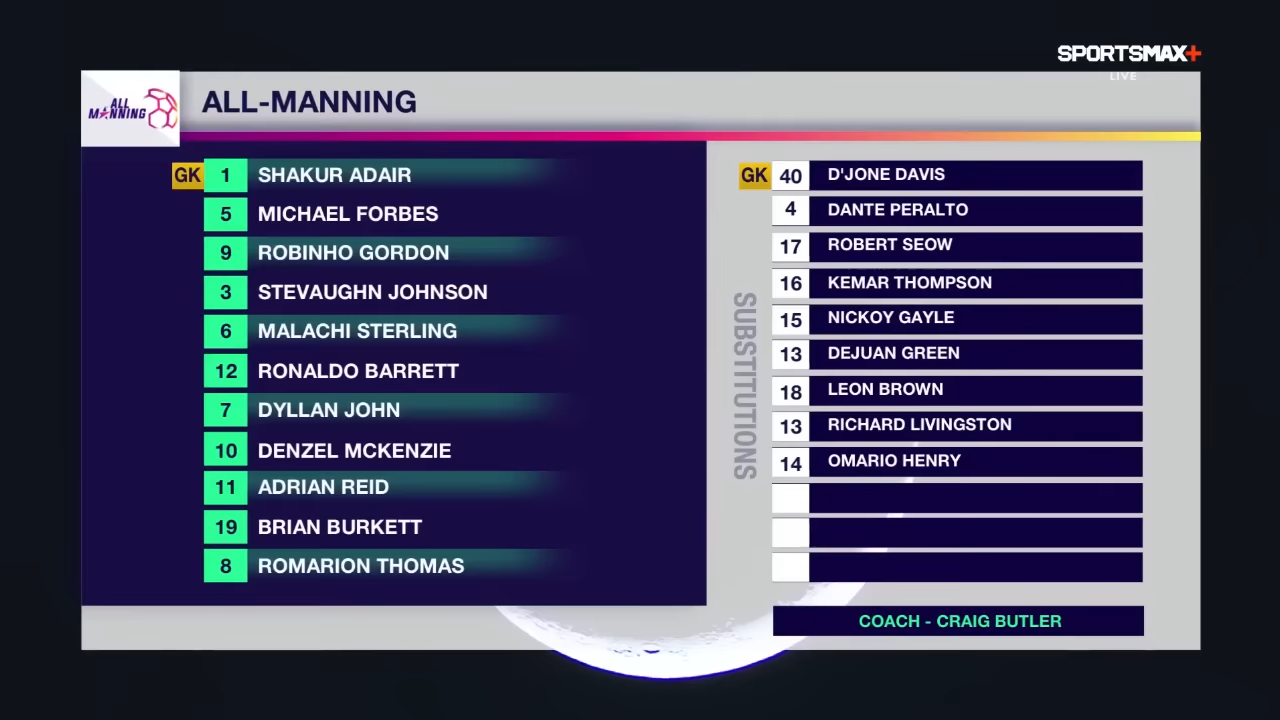 SPORTSMAX+
LIVE
ALL
MANNING
ALL-MANNING
GK 1 SHAKUR ADAIR
5 MICHAEL FORBES
9 ROBINHO GORDON
3 STEVAUGHN JOHNSON
6 MALACHI STERLING
12 RONALDO BARRETT
7 DYLLAN JOHN
10 DENZEL MCKENZIE
11 ADRIAN REID
19 BRIAN BURKETT
8 ROMARION THOMAS
SUBSTITUTIONS
GK 40 D'JONE DAVIS
4 DANTE PERALTO
17 ROBERT SEOW
16 KEMAR THOMPSON
15 NICKOY GAYLE
13 DEJUAN GREEN
18 LEON BROWN
13 RICHARD LIVINGSTON
14 OMARIO HENRY
COACH - CRAIG BUTLER